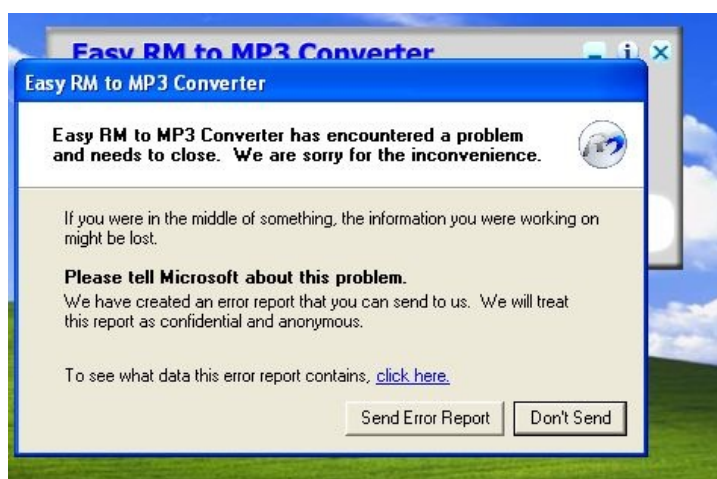 Easy RM to MP3 Converter
Easy RM to MP3 Converter
Easy RM to MP3 Converter has encountered a problem
and needs to close.  We are sorry for the inconvenience.
If you were in the middle of something, the information you were working on
might be lost.
Please tell Microsoft about this problem.
We have created an error report that you can send to us.  We will treat
this report as confidential and anonymous.
To see what data this error report contains, click here.
Send Error Report
Don't Send